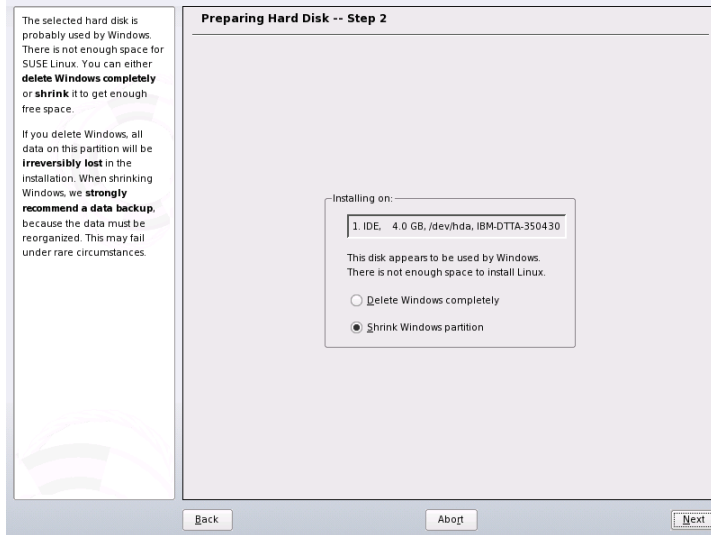 The selected hard disk is
probably used by Windows.
There is not enough space for
SUSE Linux. You can either
delete Windows completely
or shrink it to get enough
free space.
If you delete Windows, all
data on this partition will be
irreversibly lost in the
installation. When shrinking
Windows, we strongly
recommend a data backup,
because the data must be
reorganized. This may fail
under rare circumstances.
Preparing Hard Disk -- Step 2
Installing on:
1. IDE, 4.0 GB, /dev/hda, IBM-DTTA-350430
This disk appears to be used by Windows.
There is not enough space to install Linux.
Delete Windows completely
Shrink Windows partition
Back
Abort
Next